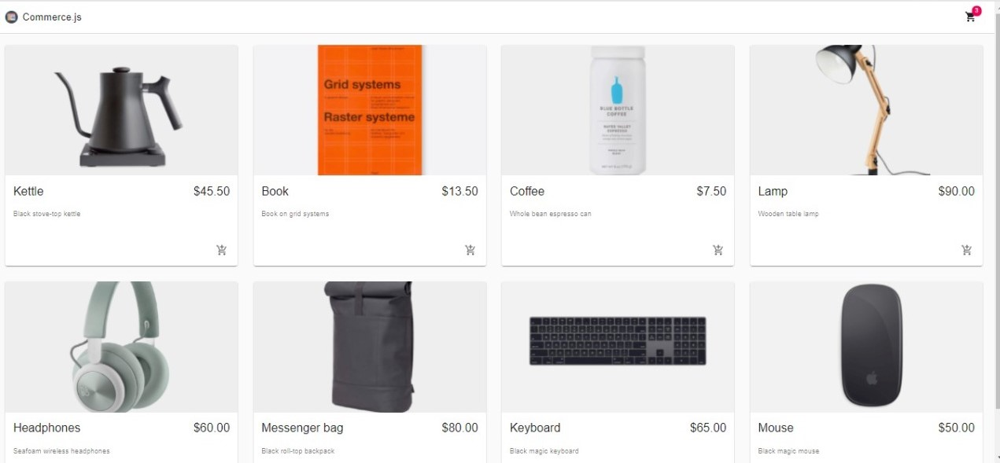 Commerce.js
3
Grid systems
Raster systeme
BLUE BOTTLE
COFFEE
Kettle $45.50
Black stove-top kettle
Book $13.50
Book on grid systems
Coffee $7.50
Whole bean espresso can
Lamp $90.00
Wooden table lamp
Headphones $60.00
Seafoam wireless headphones
Messenger bag $80.00
Black roll-top backpack
Keyboard $65.00
Black magic keyboard
Mouse $50.00
Black magic mouse